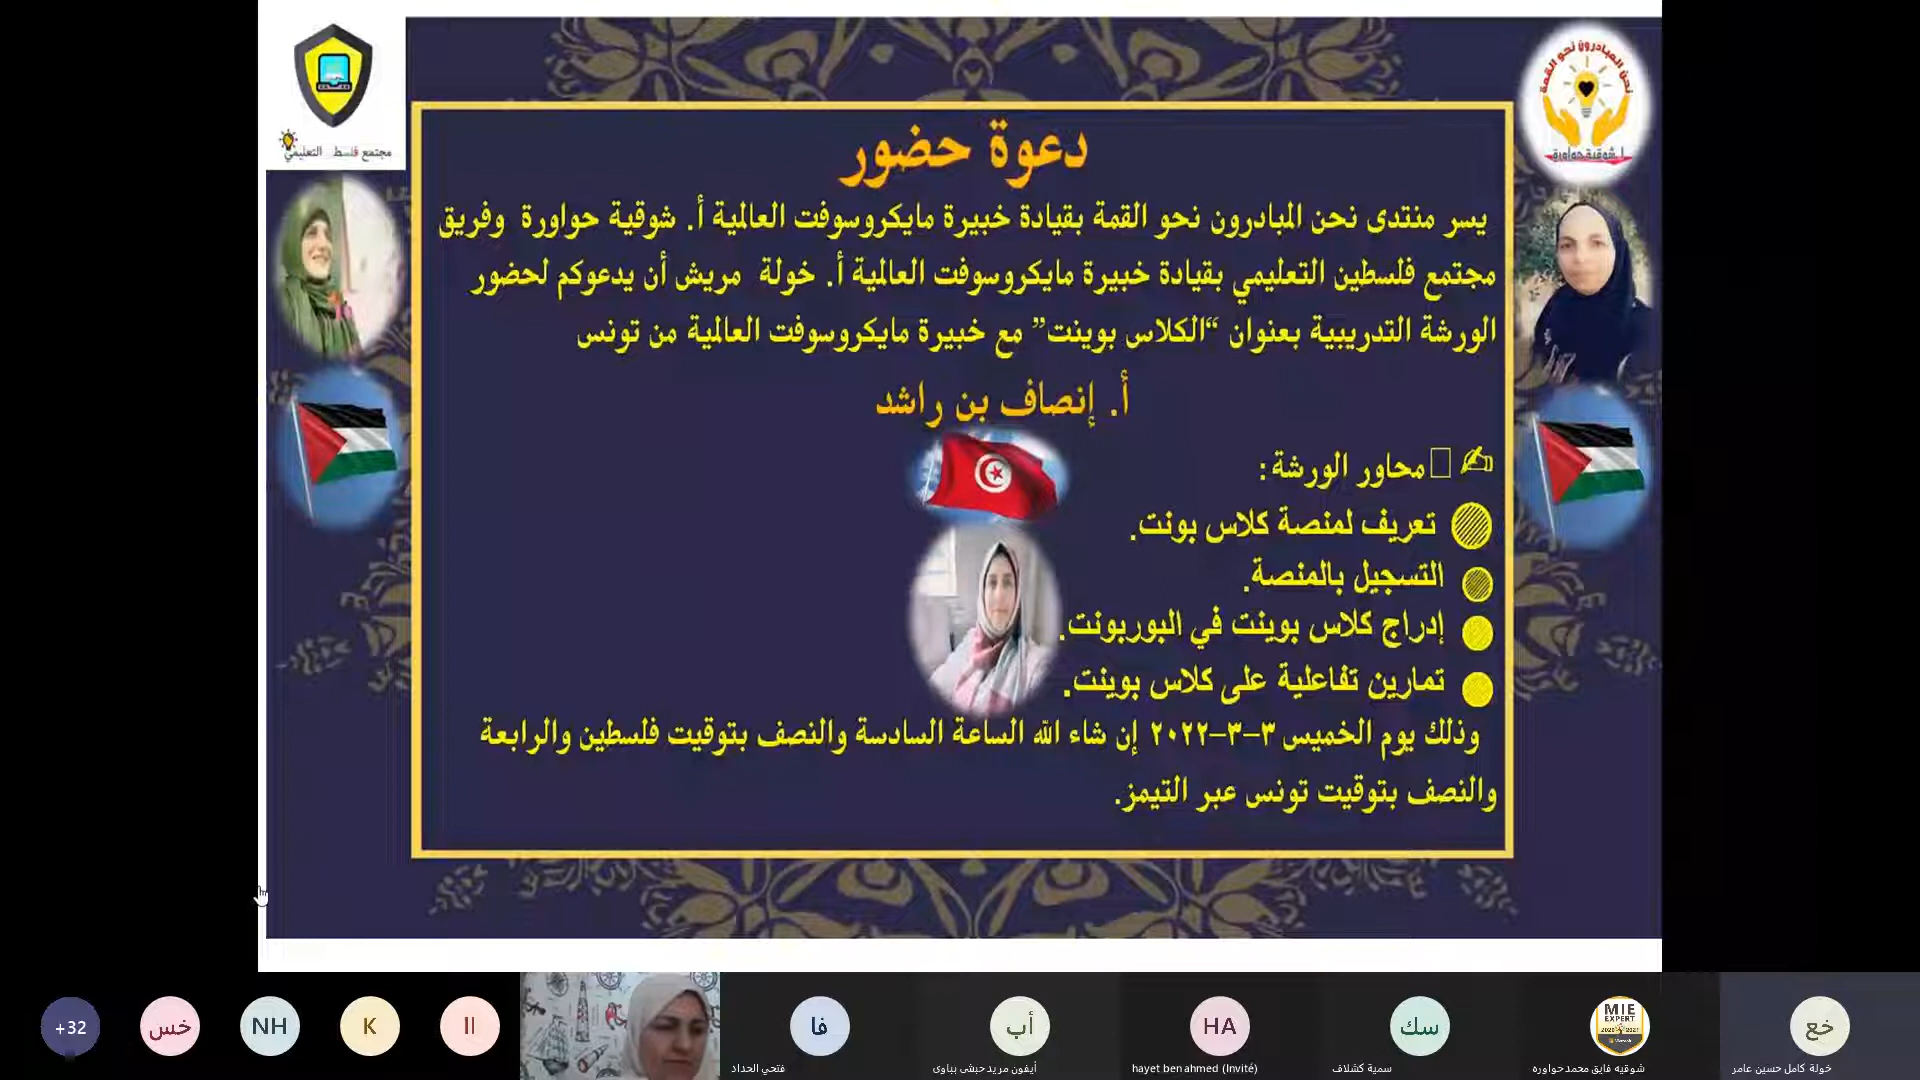 مجتمع فلسط التعليمي
نحن المبادرون نحو القمة
أ. شوقية حواورة
دعوة حضور
يسر منتدى نحن المبادرون نحو القمة بقيادة خبيرة مايكروسوفت العالمية أ. شوقية حواورة وفريق
مجتمع فلسطين التعليمي بقيادة خبيرة مايكروسوفت العالمية أ. خولة مريش أن يدعوكم لحضور
الورشة التدريبية بعنوان “الكلاس بوينت” مع خبيرة مايكروسوفت العالمية من تونس
أ. إنصاف بن راشد
محاور الورشة:
تعريف لمنصة كلاس بونت.
التسجيل بالمنصة.
إدراج كلاس بوينت في البوربونت.
تمارين تفاعلية على كلاس بوينت.
وذلك يوم الخميس ٣-٣-٢٠٢٢ إن شاء الله الساعة السادسة والنصف بتوقيت فلسطين والرابعة
والنصف بتوقيت تونس عبر التيمز.
+32
خس
NH
K
اا
فا
فتحي الحداد
أب
أيفون مريد حبشى بباوى
HA
hayet ben ahmed (Invité)
سك
سمية كشلاف
MIE
EXPERT
2020 2021
شوقيه فايق محمد حواوره
خع
خولة كامل حسين عامر